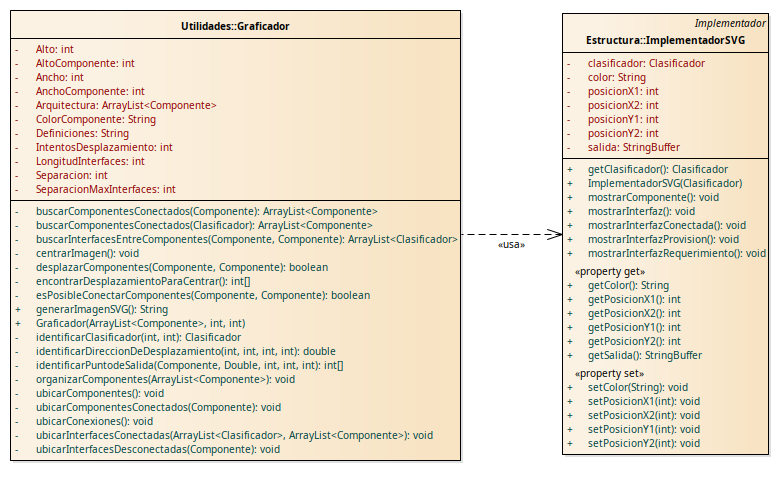 Utilidades::Graficador
- Alto: int
- AltoComponente: int
- Ancho: int
- AnchoComponente: int
- Arquitectura: ArrayList<Componente>
- ColorComponente: String
- Definiciones: String
- IntentosDesplazamiento: int
- LongitudInterfaces: int
- Separacion: int
- SeparacionMaxInterfaces: int
- buscarComponentesConectados(Componente): ArrayList<Componente>
- buscarComponentesConectados(Clasificador): ArrayList<Componente>
- buscarInterfacesEntreComponentes(Componente, Componente): ArrayList<Clasificador>
- centrarImagen(): void
- desplazarComponentes(Componente, Componente): boolean
- encontrarDesplazamientoParaCentrar(): int[]
- esPosibleConectarComponentes(Componente, Componente): boolean
+ generarImagenSVG(): String
+ Graficador(ArrayList<Componente>, int, int)
- identificarClasificador(int, int): Clasificador
- identificarDireccionDeDesplazamiento(int, int, int, int): double
- identificarPuntodeSalida(Componente, Double, int, int, int): int[]
- organizarComponentes(ArrayList<Componente>): void
- ubicarComponentes(): void
- ubicarComponentesConectados(Componente): void
- ubicarConexiones(): void
- ubicarInterfacesConectadas(ArrayList<Clasificador>, ArrayList<Componente>): void
- ubicarInterfacesDesconectadas(Componente): void
«usa»
Implementador
Estructura::ImplementadorSVG
- clasificador: Clasificador
- color: String
- posicionX1: int
- posicionX2: int
- posicionY1: int
- posicionY2: int
- salida: StringBuffer
+ getClasificador(): Clasificador
+ ImplementadorSVG(Clasificador)
+ mostrarComponente(): void
+ mostrarInterfaz(): void
+ mostrarInterfazConectada(): void
+ mostrarInterfazProvision(): void
+ mostrarInterfazRequerimiento(): void
«property get»
+ getColor(): String
+ getPosicionX1(): int
+ getPosicionX2(): int
+ getPosicionY1(): int
+ getPosicionY2(): int
+ getSalida(): StringBuffer
«property set»
+ setColor(String): void
+ setPosicionX1(int): void
+ setPosicionX2(int): void
+ setPosicionY1(int): void
+ setPosicionY2(int): void